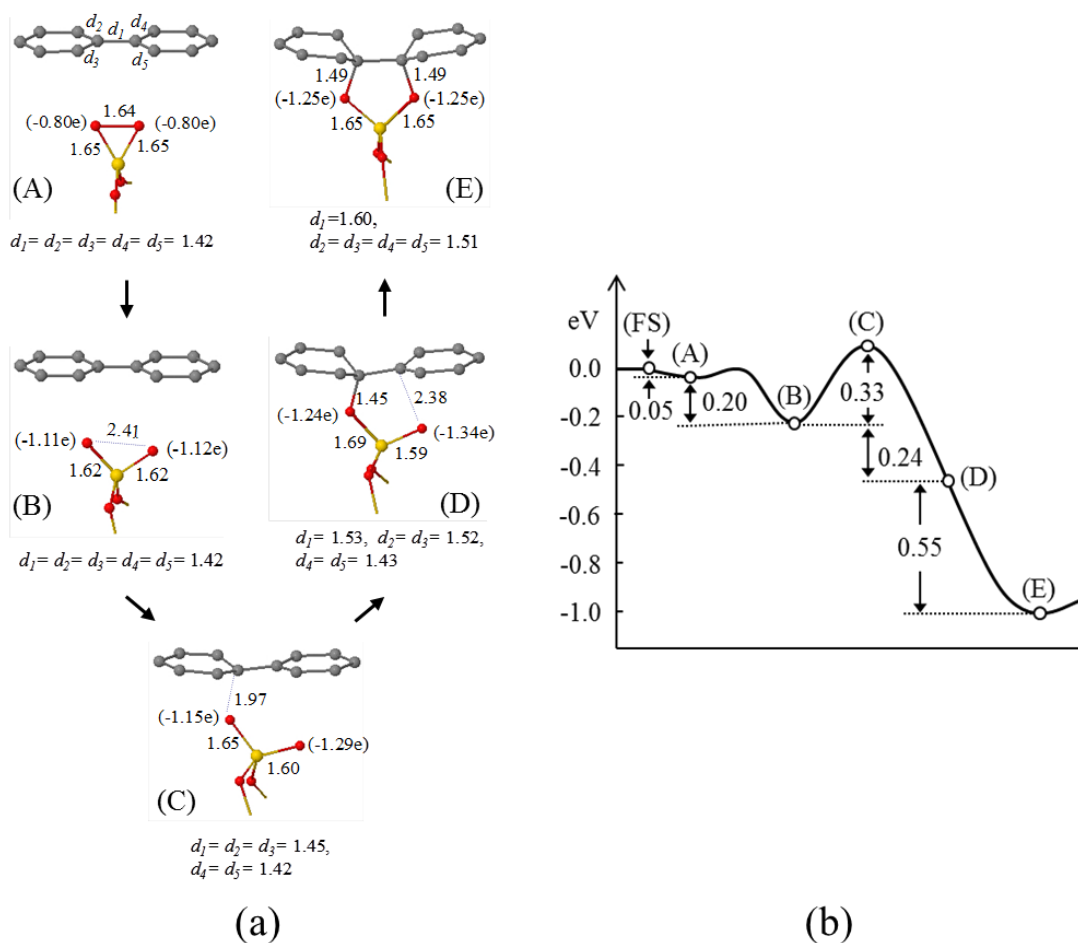 d2 d4
d1
d3 d5
1.64
(-0.80e) (-0.80e)
1.65 1.65
(A)
d1= d2= d3= d4= d5= 1.42
1.49 1.49
(-1.25e) (-1.25e)
1.65 1.65
(E)
d1=1.60,
d2= d3= d4= d5= 1.51
2.41
(-1.11e) (-1.12e)
1.62 1.62
(B)
d1= d2= d3= d4= d5= 1.42
1.45 2.38
(-1.24e) (-1.34e)
1.69 1.59
(D)
d1= 1.53, d2= d3= 1.52,
d4= d5= 1.43
1.97
(-1.15e)
1.65 (-1.29e)
1.60
(C)
d1= d2= d3= 1.45,
d4= d5= 1.42
(a)
eV
0.0
-0.2
-0.4
-0.6
-0.8
-1.0
(FS)
(A)
(B)
(C)
(D)
(E)
0.05
0.20
0.33
0.24
0.55
(b)